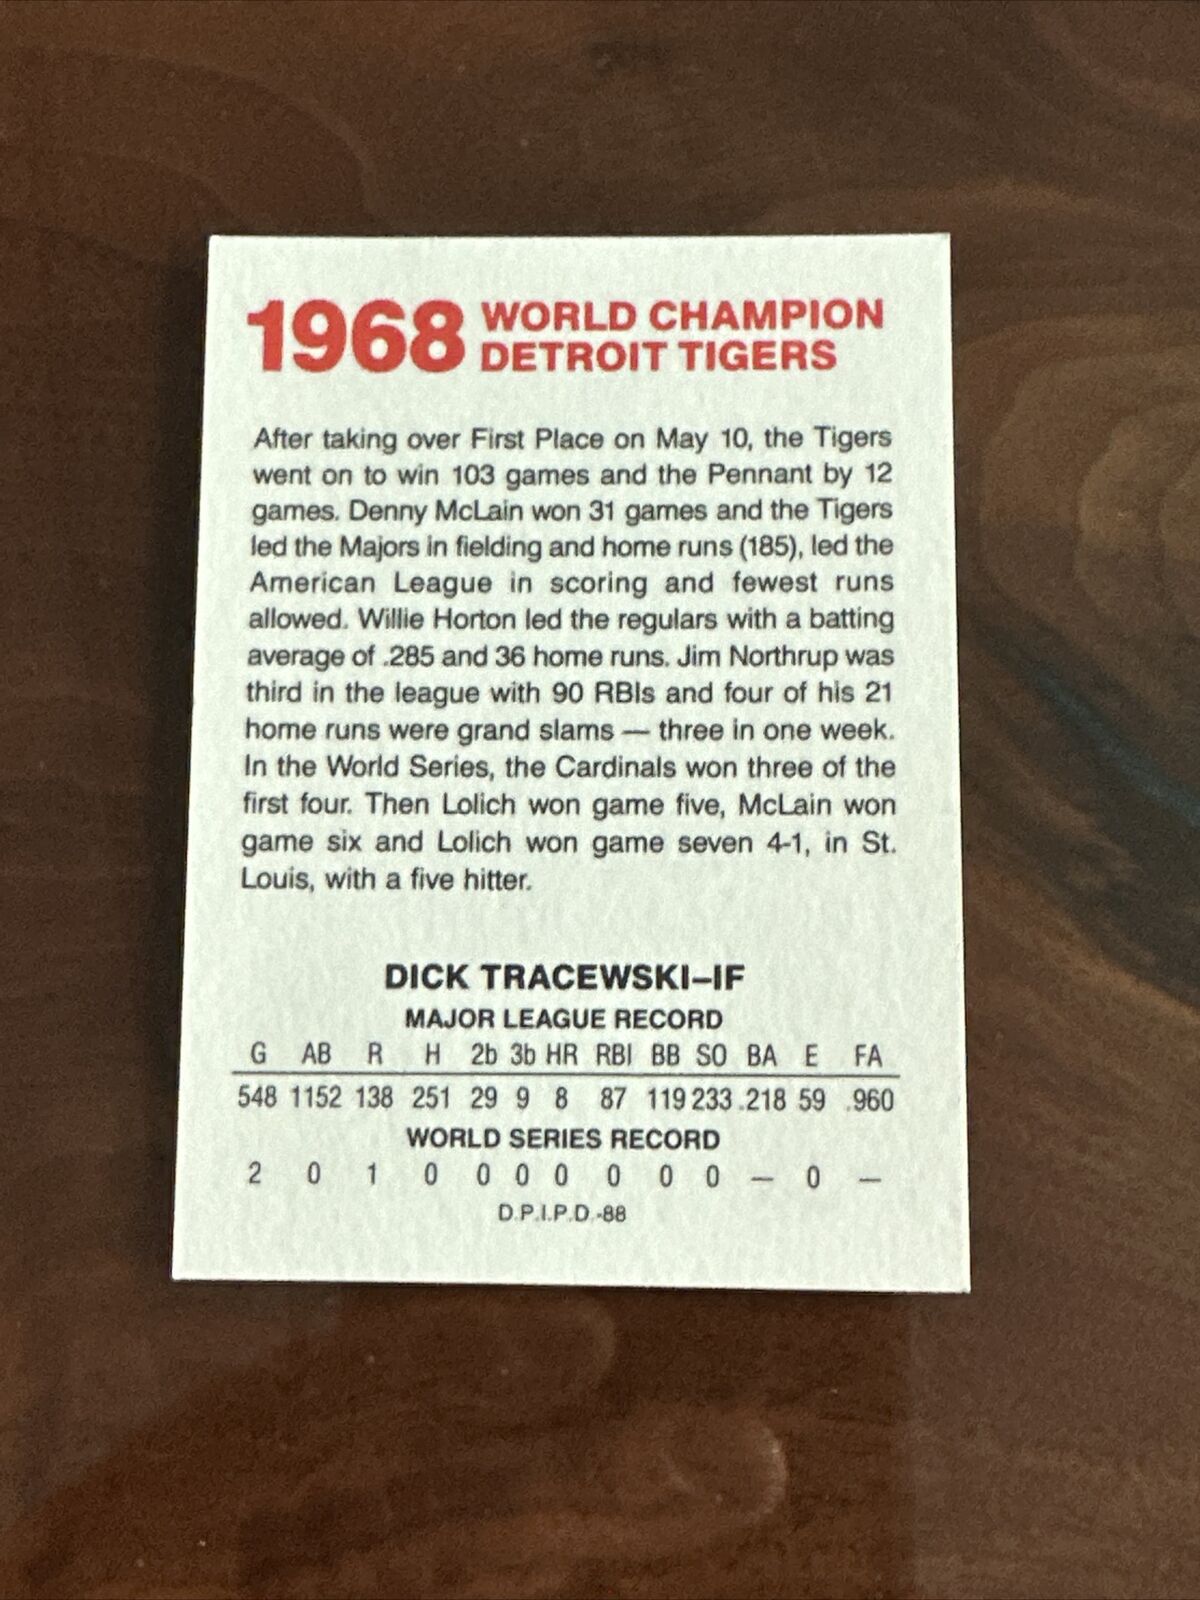 1968 WORLD CHAMPION
DETROIT TIGERS
After taking over First Place on May 10, the Tigers
went on to win 103 games and the Pennant by 12
games. Denny McLain won 31 games and the Tigers
led the Majors in fielding and home runs (185), led the
American League in scoring and fewest runs
allowed. Willie Horton led the regulars with a batting
average of .285 and 36 home runs. Jim Northrup was
third in the league with 90 RBIs and four of his 21
home runs were grand slams — three in one week.
In the World Series, the Cardinals won three of the
first four. Then Lolich won game five, McLain won
game six and Lolich won game seven 4-1, in St.
Louis, with a five hitter.
DICK TRACEWSKI–IF
MAJOR LEAGUE RECORD
G AB R H 2b 3b HR RBI BB SO BA E FA
548 1152 138 251 29 9 8 87 119 233 .218 59 .960
WORLD SERIES RECORD
2 0 1 0 0 0 0 0 0 0 — 0 —
D.P.I.P.D.-88